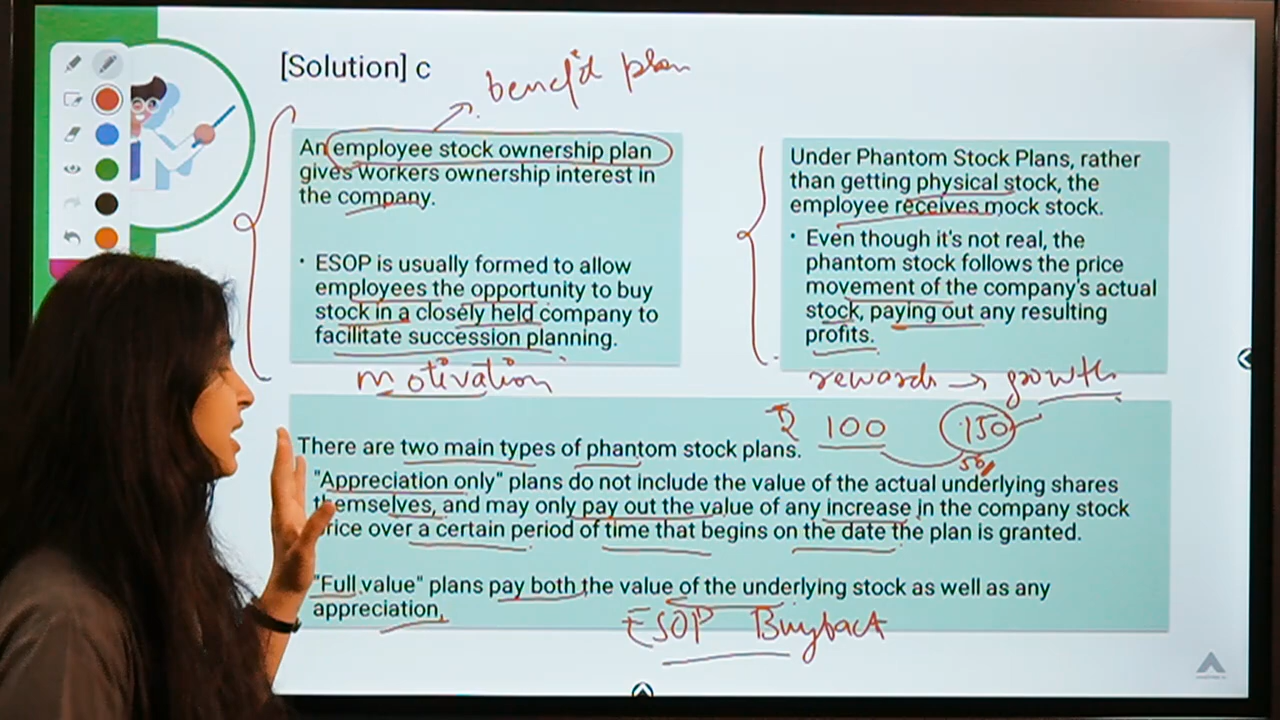 [Solution] c
benefit plan
An employee stock ownership plan
gives workers ownership interest in
the company.
• ESOP is usually formed to allow
employees the opportunity to buy
stock in a closely held company to
facilitate succession planning.
motivation
Under Phantom Stock Plans, rather
than getting physical stock, the
employee receives mock stock.
• Even though it's not real, the
phantom stock follows the price
movement of the company's actual
stock, paying out any resulting
profits.
rewards → growth
₹ 100 150
50
There are two main types of phantom stock plans.
"Appreciation only" plans do not include the value of the actual underlying shares
themselves, and may only pay out the value of any increase in the company stock
rice over a certain period of time that begins on the date the plan is granted.
"Full value" plans pay both the value of the underlying stock as well as any
appreciation.
ESOP Buyback